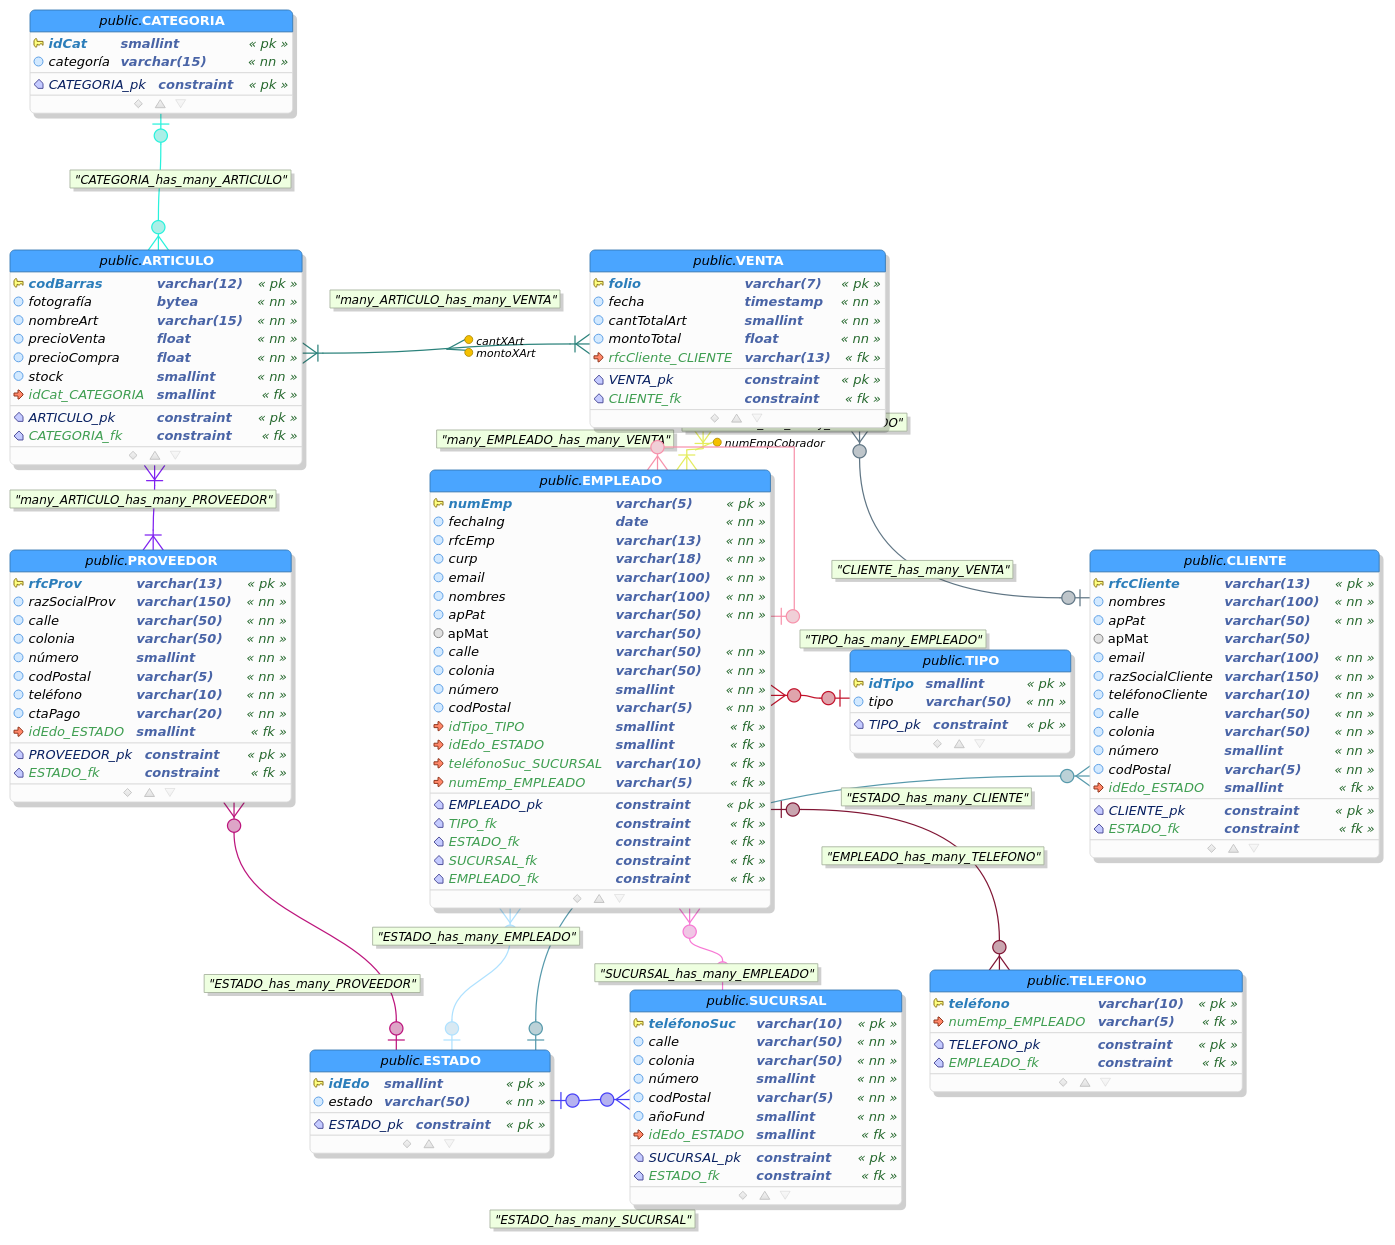 public.CATEGORIA
idCat smallint « pk »
categoría varchar(15) « nn »
CATEGORIA_pk constraint « pk »
"CATEGORIA_has_many_ARTICULO"
public.ARTICULO
codBarras varchar(12) « pk »
fotografía bytea « nn »
nombreArt varchar(15) « nn »
precioVenta float « nn »
precioCompra float « nn »
stock smallint « nn »
idCat_CATEGORIA smallint « fk »
ARTICULO_pk constraint « pk »
CATEGORIA_fk constraint « fk »
"many_ARTICULO_has_many_VENTA"
cantXArt
montoXArt
public.VENTA
folio varchar(7) « pk »
fecha timestamp « nn »
cantTotalArt smallint « nn »
montoTotal float « nn »
rfcCliente_CLIENTE varchar(13) « fk »
VENTA_pk constraint « pk »
CLIENTE_fk constraint « fk »
"many_EMPLEADO_has_many_VENTA"
DO"
numEmpCobrador
"many_ARTICULO_has_many_PROVEEDOR"
public.EMPLEADO
numEmp varchar(5) « pk »
fechaIng date « nn »
rfcEmp varchar(13) « nn »
curp varchar(18) « nn »
email varchar(100) « nn »
nombres varchar(100) « nn »
apPat varchar(50) « nn »
apMat varchar(50)
calle varchar(50) « nn »
colonia varchar(50) « nn »
número smallint « nn »
codPostal varchar(5) « nn »
idTipo_TIPO smallint « fk »
idEdo_ESTADO smallint « fk »
teléfonoSuc_SUCURSAL varchar(10) « fk »
numEmp_EMPLEADO varchar(5) « fk »
EMPLEADO_pk constraint « pk »
TIPO_fk constraint « fk »
ESTADO_fk constraint « fk »
SUCURSAL_fk constraint « fk »
EMPLEADO_fk constraint « fk »
public.PROVEEDOR
rfcProv varchar(13) « pk »
razSocialProv varchar(150) « nn »
calle varchar(50) « nn »
colonia varchar(50) « nn »
número smallint « nn »
codPostal varchar(5) « nn »
teléfono varchar(10) « nn »
ctaPago varchar(20) « nn »
idEdo_ESTADO smallint « fk »
PROVEEDOR_pk constraint « pk »
ESTADO_fk constraint « fk »
"CLIENTE_has_many_VENTA"
public.CLIENTE
rfcCliente varchar(13) « pk »
nombres varchar(100) « nn »
apPat varchar(50) « nn »
apMat varchar(50)
email varchar(100) « nn »
razSocialCliente varchar(150) « nn »
teléfonoCliente varchar(10) « nn »
calle varchar(50) « nn »
colonia varchar(50) « nn »
número smallint « nn »
codPostal varchar(5) « nn »
idEdo_ESTADO smallint « fk »
CLIENTE_pk constraint « pk »
ESTADO_fk constraint « fk »
"TIPO_has_many_EMPLEADO"
public.TIPO
idTipo smallint « pk »
tipo varchar(50) « nn »
TIPO_pk constraint « pk »
"ESTADO_has_many_CLIENTE"
"EMPLEADO_has_many_TELEFONO"
"ESTADO_has_many_EMPLEADO"
"SUCURSAL_has_many_EMPLEADO"
"ESTADO_has_many_PROVEEDOR"
public.TELEFONO
teléfono varchar(10) « pk »
numEmp_EMPLEADO varchar(5) « fk »
TELEFONO_pk constraint « pk »
EMPLEADO_fk constraint « fk »
public.SUCURSAL
teléfonoSuc varchar(10) « pk »
calle varchar(50) « nn »
colonia varchar(50) « nn »
número smallint « nn »
codPostal varchar(5) « nn »
añoFund smallint « nn »
idEdo_ESTADO smallint « fk »
SUCURSAL_pk constraint « pk »
ESTADO_fk constraint « fk »
public.ESTADO
idEdo smallint « pk »
estado varchar(50) « nn »
ESTADO_pk constraint « pk »
"ESTADO_has_many_SUCURSAL"